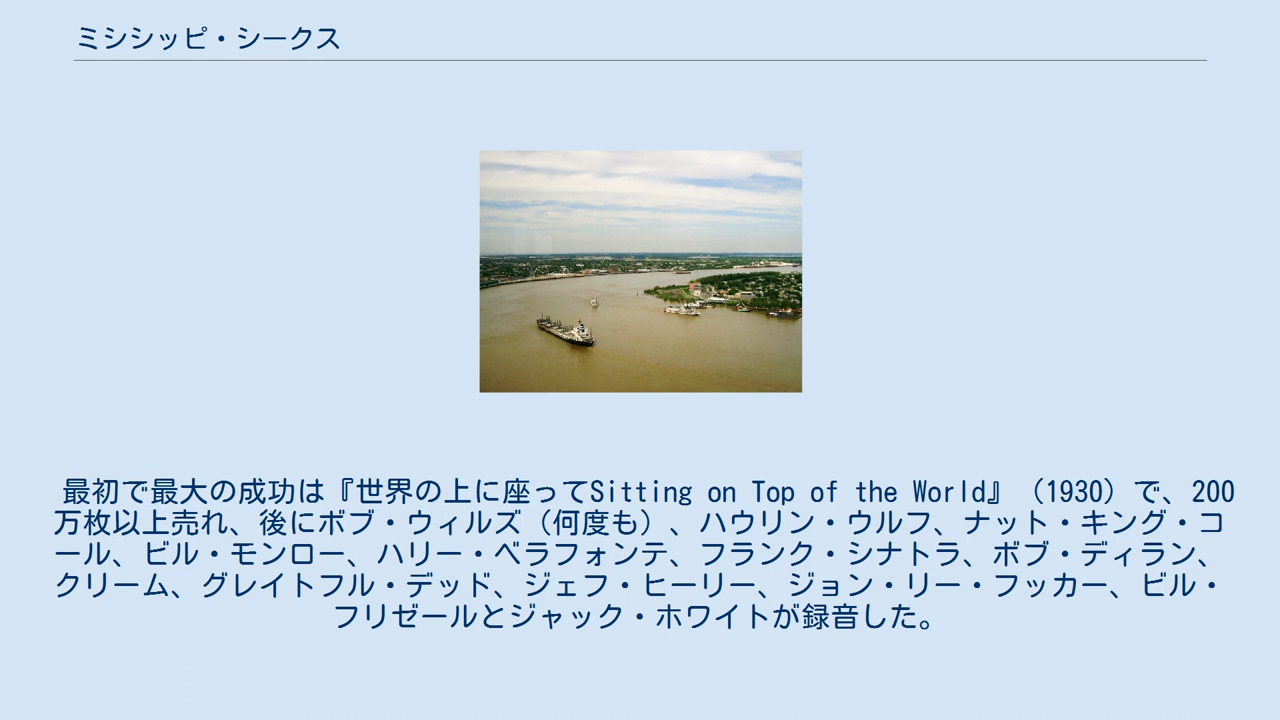 ミシシッピ・シークス
最初で最大の成功は『世界の上に座ってSitting on Top of the World』（1930）で、200
万枚以上売れ、後にボブ・ウィルズ（何度も）、ハウリン・ウルフ、ナット・キング・コ
ール、ビル・モンロー、ハリー・ベラフォンテ、フランク・シナトラ、ボブ・ディラン、
クリーム、グレイトフル・デッド、ジェフ・ヒーリー、ジョン・リー・フッカー、ビル・
フリゼールとジャック・ホワイトが録音した。